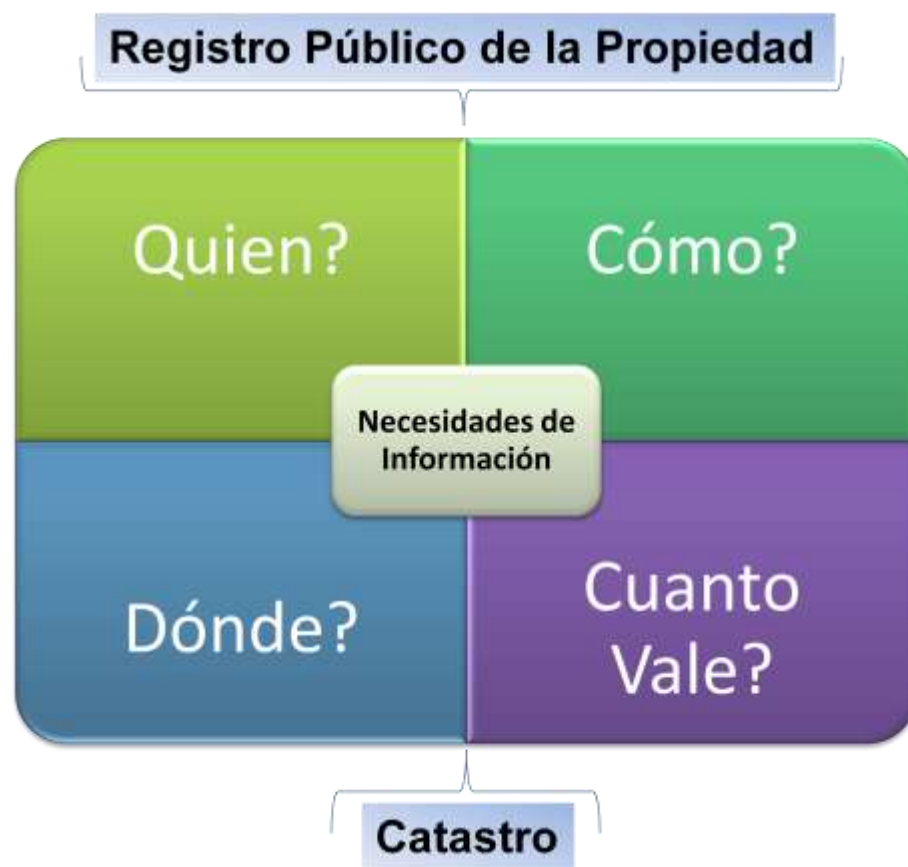 Registro Público de la Propiedad
Quien?
Cómo?
Necesidades de
Información
Dónde?
Cuanto
Vale?
Catastro